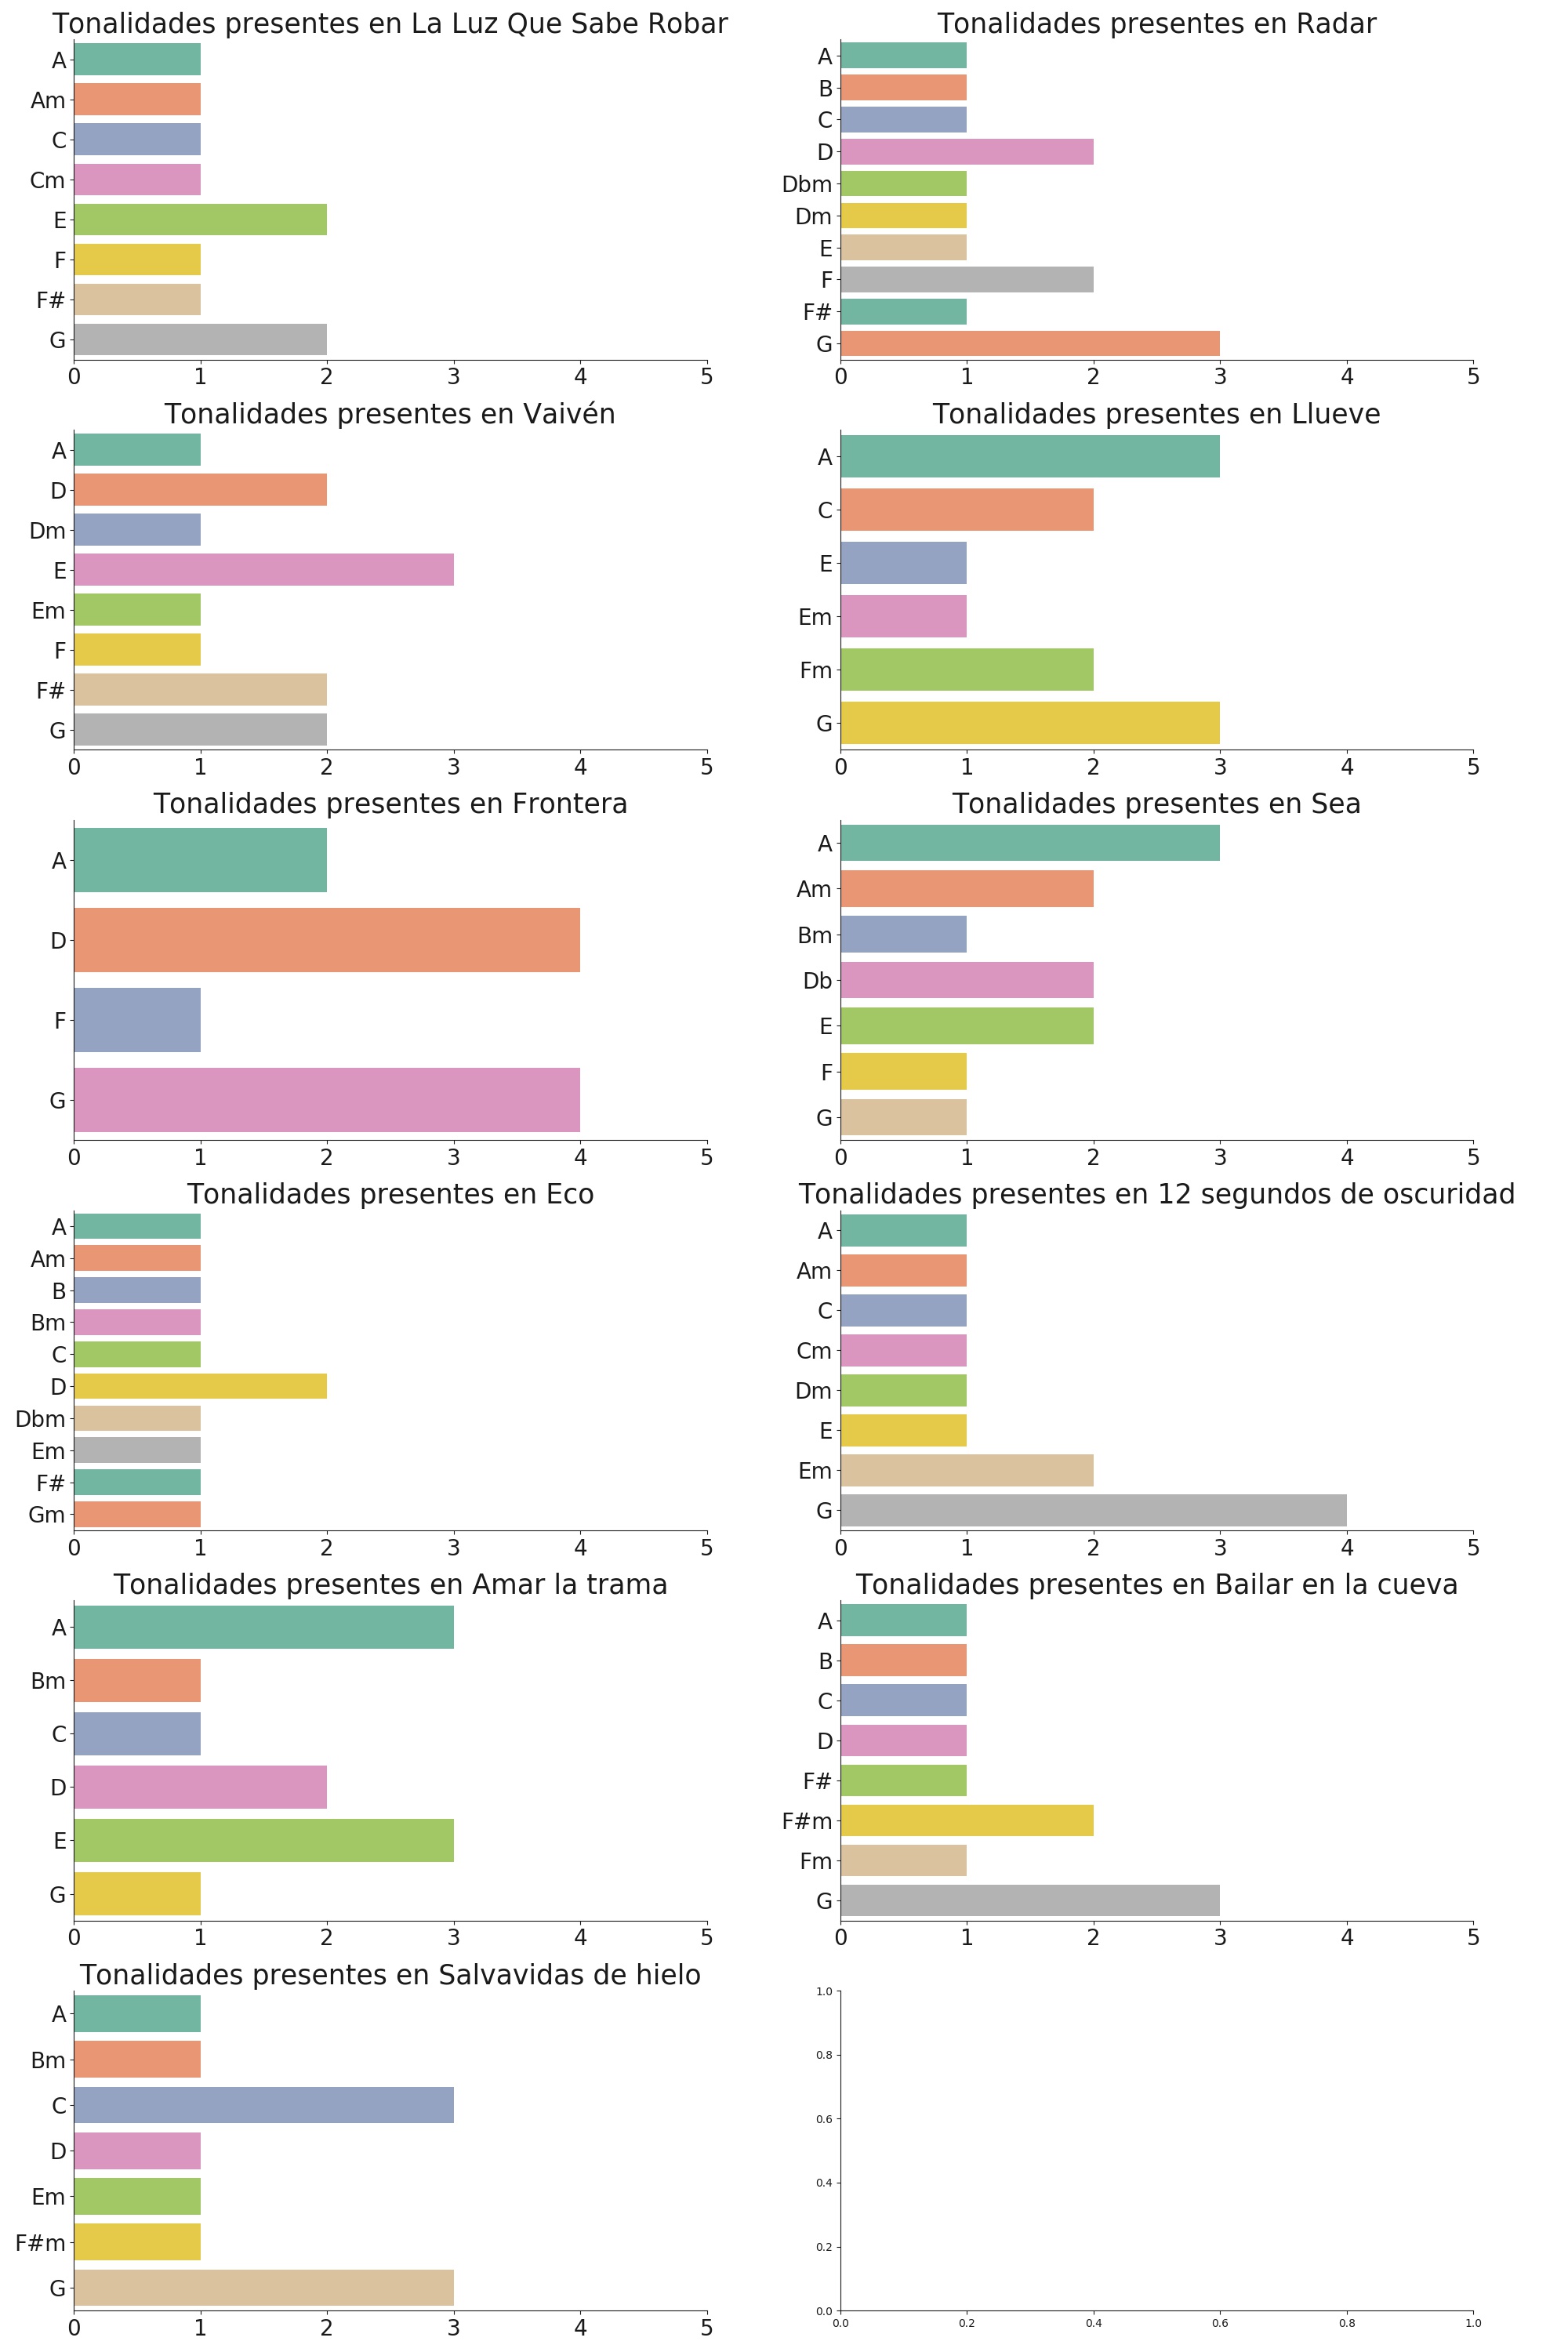 Tonalidades presentes en La Luz Que Sabe Robar
A
Am
C
Cm
E
F
F#
G
0 1 2 3 4 5
Tonalidades presentes en Radar
A
B
C
D
Dbm
Dm
E
F
F#
G
0 1 2 3 4 5
Tonalidades presentes en Vaivén
A
D
Dm
E
Em
F
F#
G
0 1 2 3 4 5
Tonalidades presentes en Llueve
A
C
E
Em
Fm
G
0 1 2 3 4 5
Tonalidades presentes en Frontera
A
D
F
G
0 1 2 3 4 5
Tonalidades presentes en Sea
A
Am
Bm
Db
E
F
G
0 1 2 3 4 5
Tonalidades presentes en Eco
A
Am
B
Bm
C
D
Dbm
Em
F#
Gm
0 1 2 3 4 5
Tonalidades presentes en 12 segundos de oscuridad
A
Am
C
Cm
Dm
E
Em
G
0 1 2 3 4 5
Tonalidades presentes en Amar la trama
A
Bm
C
D
E
G
0 1 2 3 4 5
Tonalidades presentes en Bailar en la cueva
A
B
C
D
F#
F#m
Fm
G
0 1 2 3 4 5
Tonalidades presentes en Salvavidas de hielo
A
Bm
C
D
Em
F#m
G
0 1 2 3 4 5
1.0
0.8
0.6
0.4
0.2
0.0
0.0 0.2 0.4 0.6 0.8 1.0